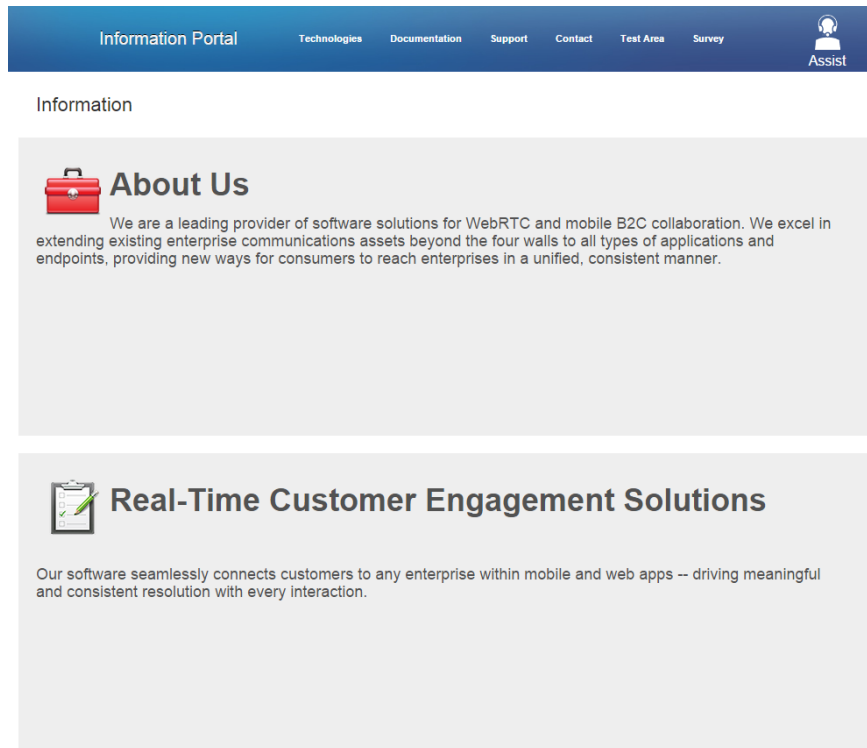 Information Portal Technologies Documentation Support Contact Test Area Survey
Assist
Information
About Us
We are a leading provider of software solutions for WebRTC and mobile B2C collaboration. We excel in
extending existing enterprise communications assets beyond the four walls to all types of applications and
endpoints, providing new ways for consumers to reach enterprises in a unified, consistent manner.
Real-Time Customer Engagement Solutions
Our software seamlessly connects customers to any enterprise within mobile and web apps -- driving meaningful
and consistent resolution with every interaction.